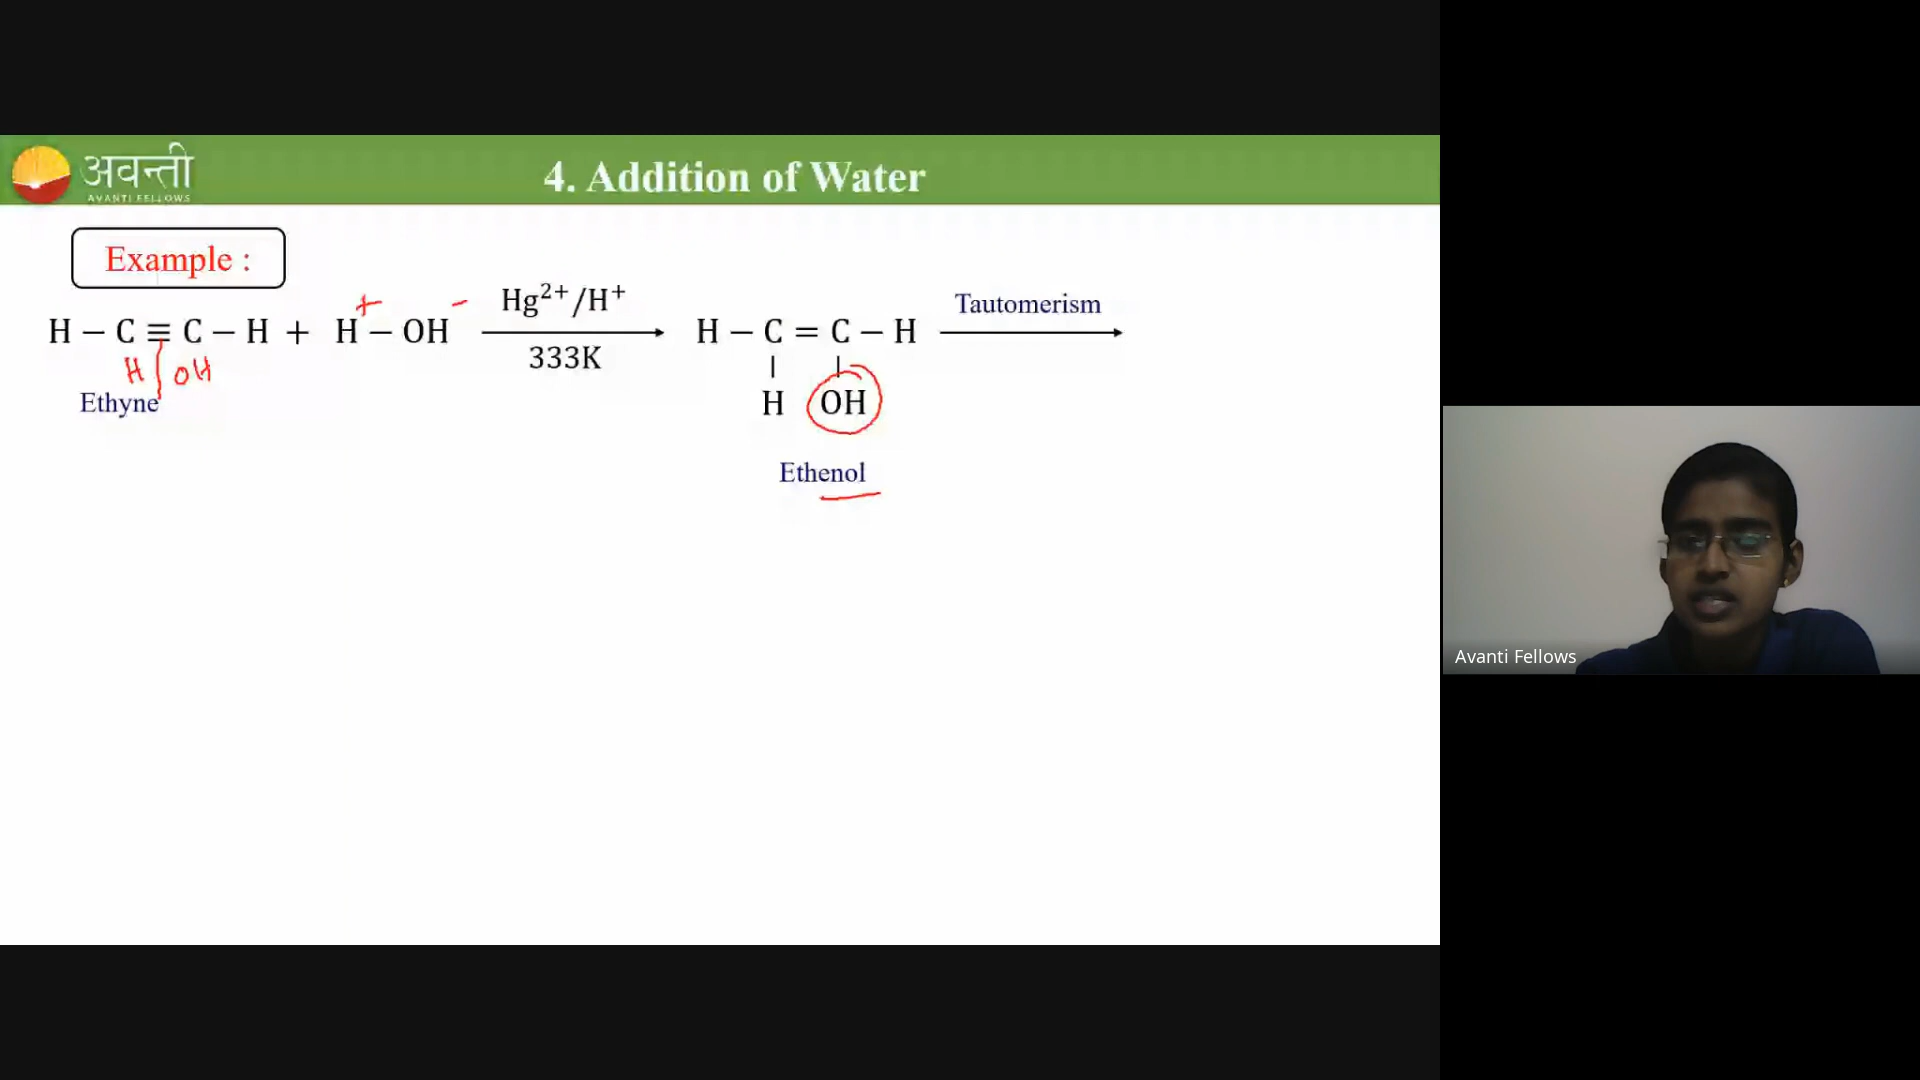 अवन्ती
AVANTI FELLOWS
4. Addition of Water
Example :
H – C ≡ C – H + H – OH
+ –
Hg²⁺/H⁺
333K
H – C = C – H
Tautomerism
H OH
Ethyne
H OH
Ethenol
Avanti Fellows